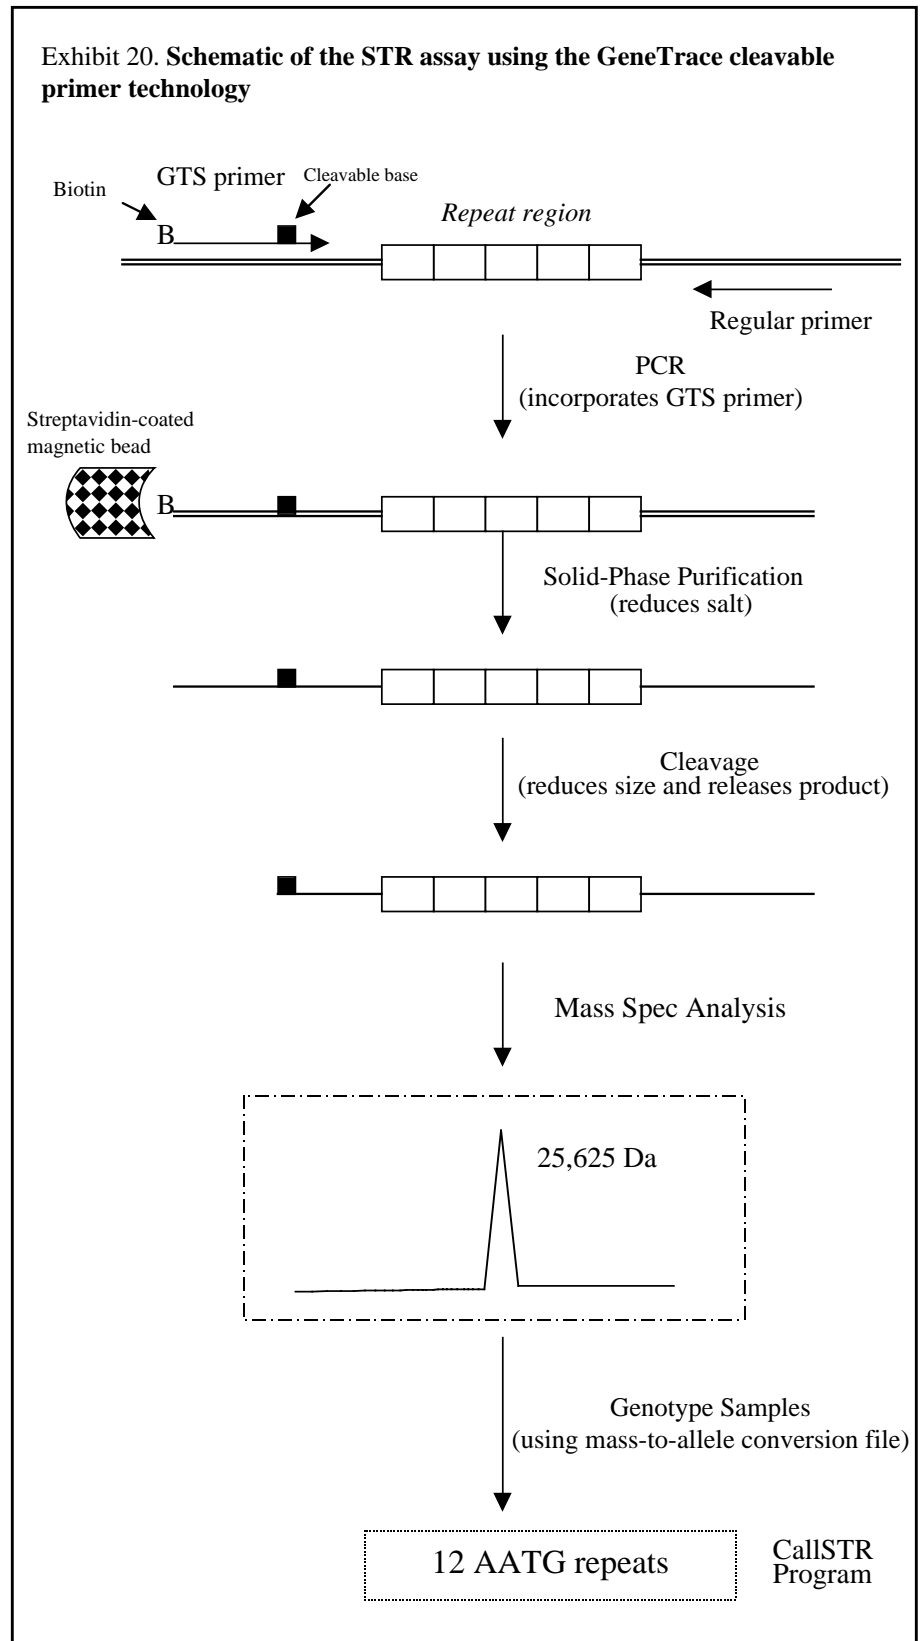 Exhibit 20. Schematic of the STR assay using the GeneTrace cleavable
primer technology
GTS primer
Cleavable base
Biotin
Repeat region
B
Regular primer
PCR
(incorporates GTS primer)
Streptavidin-coated
magnetic bead
B
Solid-Phase Purification
(reduces salt)
Cleavage
(reduces size and releases product)
Mass Spec Analysis
25,625 Da
Genotype Samples
(using mass-to-allele conversion file)
12 AATG repeats
CallSTR
Program